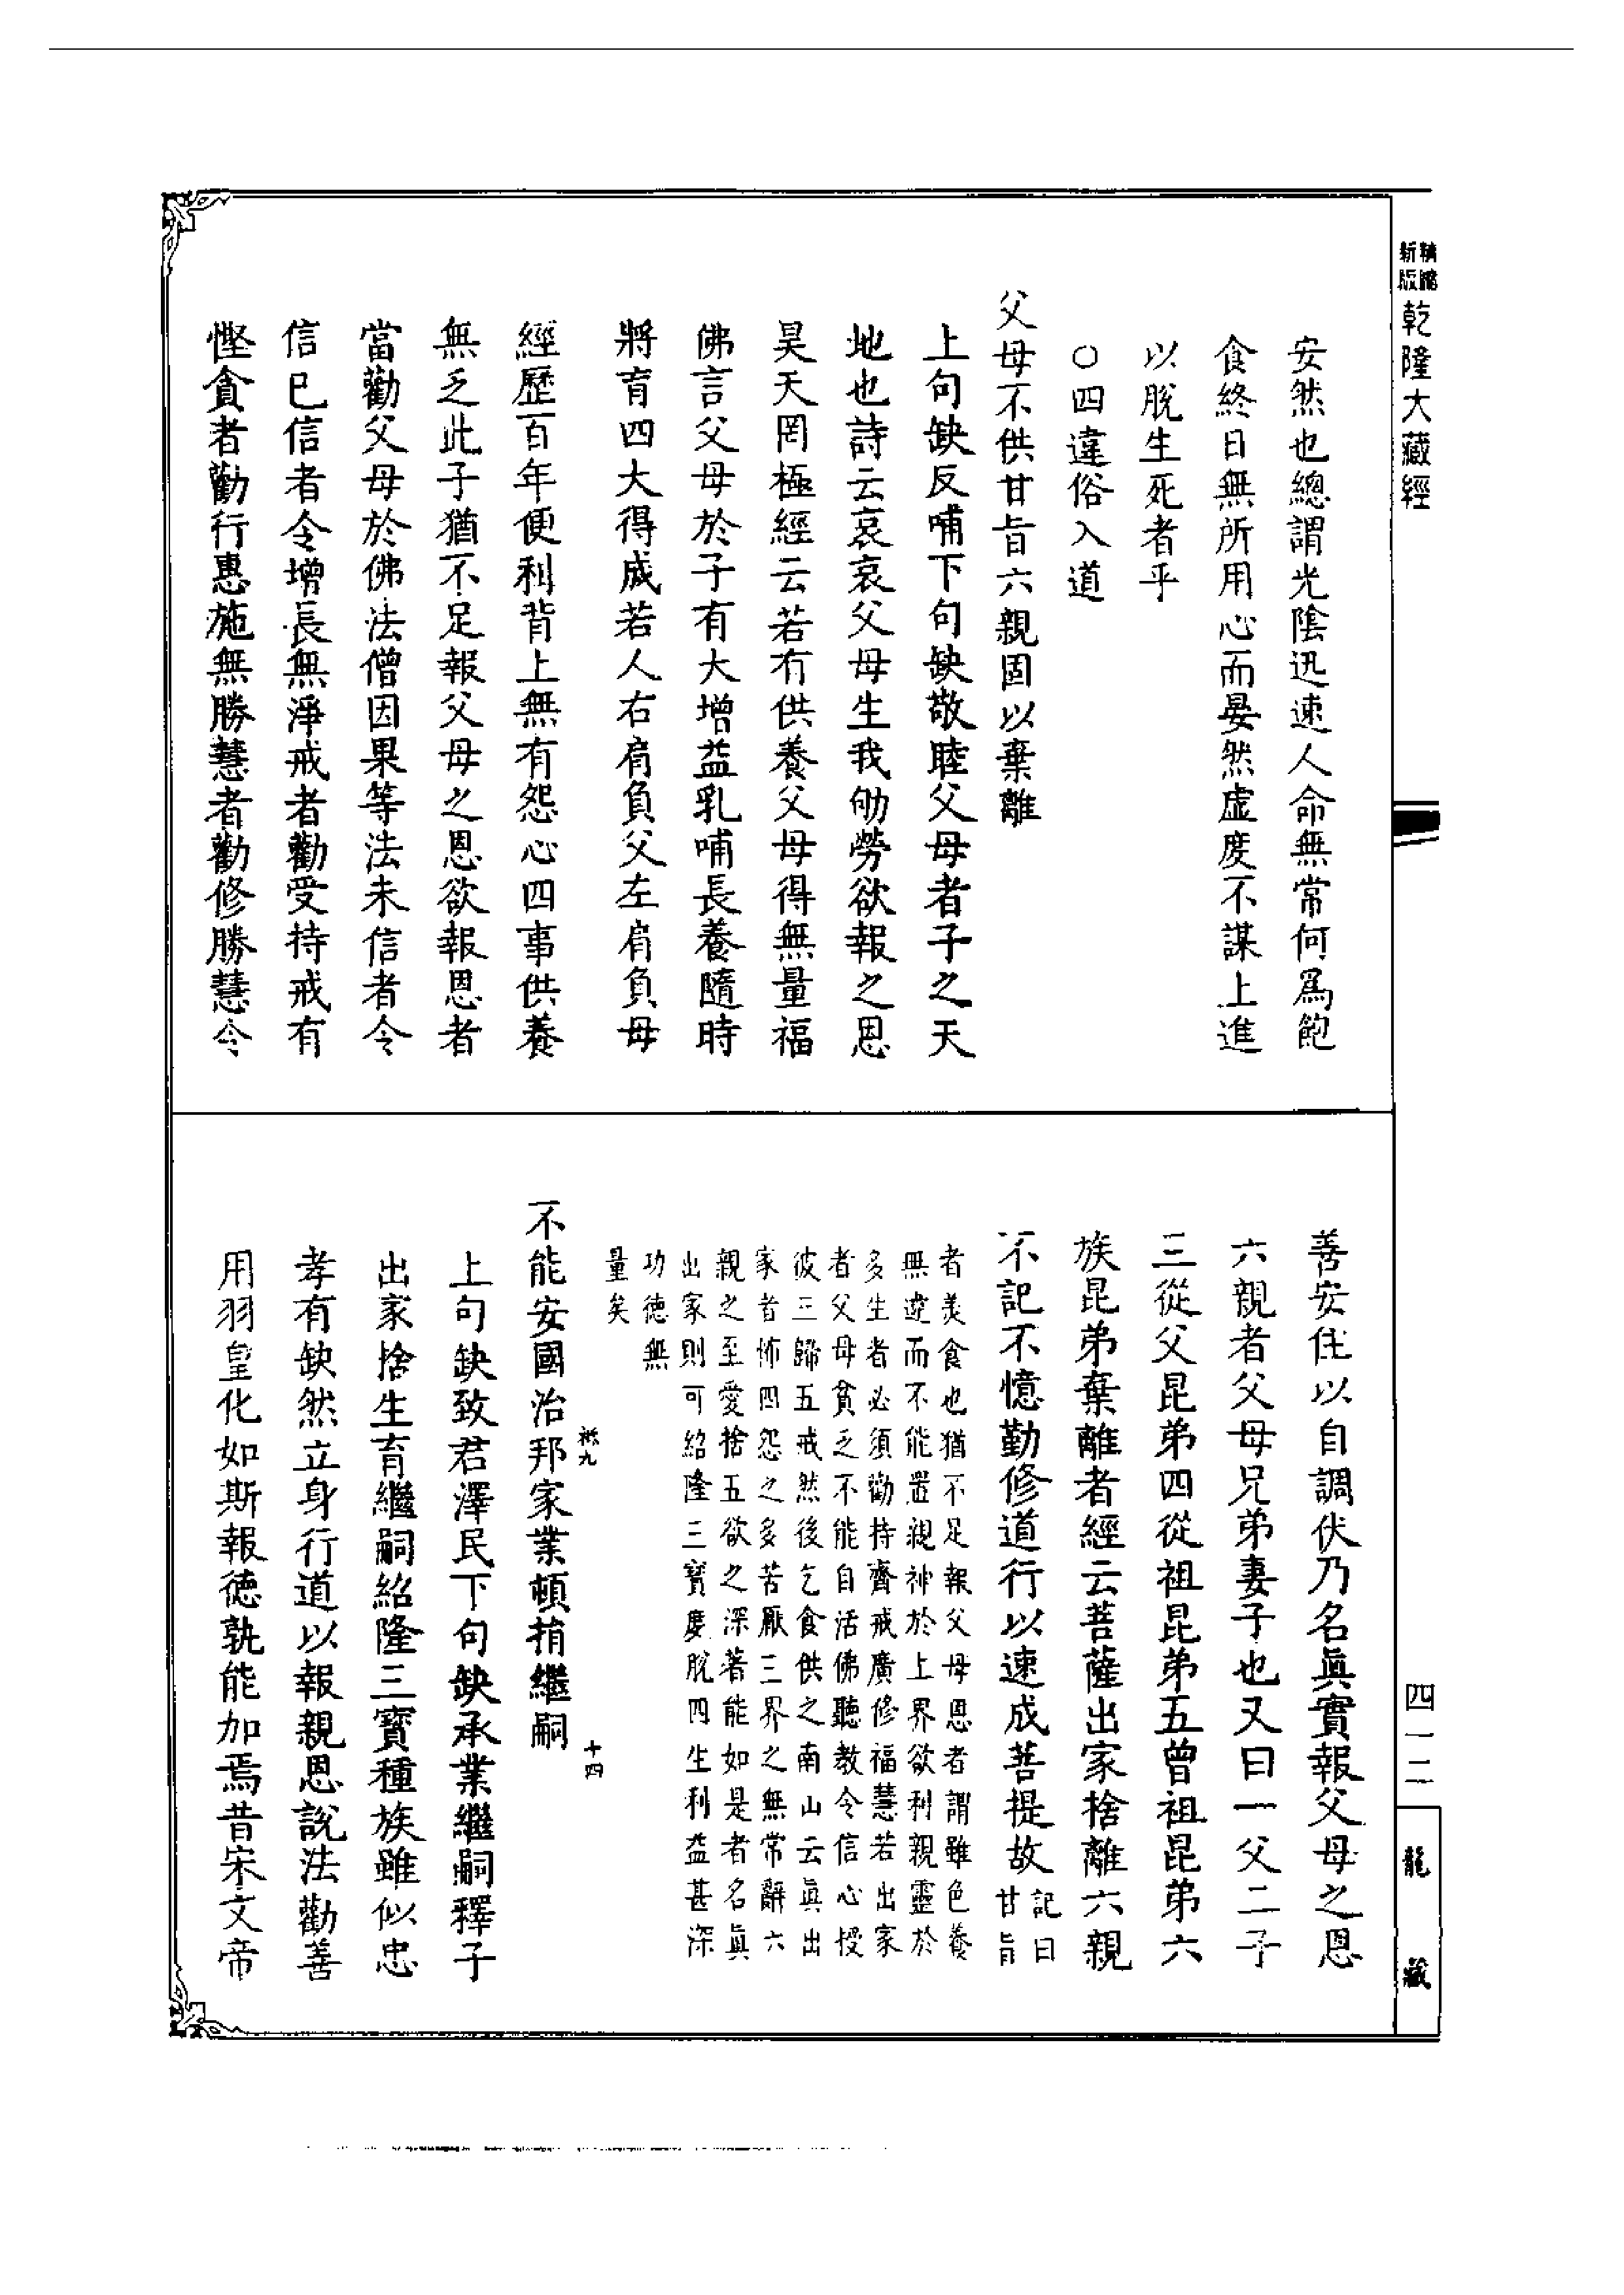 新版
精縮
乾隆大藏經
安然也總謂光陰迅速人命無常何為飽
食終日無所用心而晏然虛度不謀上進
以脫生死者乎
○四違俗入道
父母不供甘旨六親固以棄離
上句缺反哺下句缺敬睦父母者子之天
地也詩云哀哀父母生我劬勞欲報之恩
昊天罔極經云若有供養父母得無量福
佛言父母於子有大增益乳哺長養隨時
將育四大得成若人右肩負父左肩負母
經歷百年便利背上無有怨心四事供養
無乏此子猶不足報父母之恩欲報恩者
當勸父母於佛法僧因果等法未信者令
信已信者令增長無淨戒者勸受持戒有
慳貪者勸行惠施無勝慧者勸修勝慧令
善安住以自調伏乃名眞實報父母之恩
六親者父母兄弟妻子也又曰一父二子
三從父昆弟四從祖昆弟五曾祖昆弟六
族昆弟棄離者經云菩薩出家捨離六親
不記不憶勤修道行以速成菩提故記曰甘旨
者美食也猶不足報父母恩者謂雖色養
無違而不能置親神於上界欲利親靈於
多生者必須勸持齋戒廣修福慧若出家
者父母貧乏不能自活佛聽教令信心授
彼三歸五戒然後乞食供之南山云眞出
家者怖四怨之多苦厭三界之無常辭六
親之至愛捨五欲之深著能如是者名眞
出家則可紹隆三寶度脫四生利益甚深
功德無
量矣
九
十四
不能安國治邦家業頓捐繼嗣
上句缺致君澤民下句缺承業繼嗣釋子
出家捨生育繼嗣紹隆三寶種族雖似忠
孝有缺然立身行道以報親恩說法勸善
用羽皇化如斯報德孰能加焉昔宋文帝
四一二
龍藏